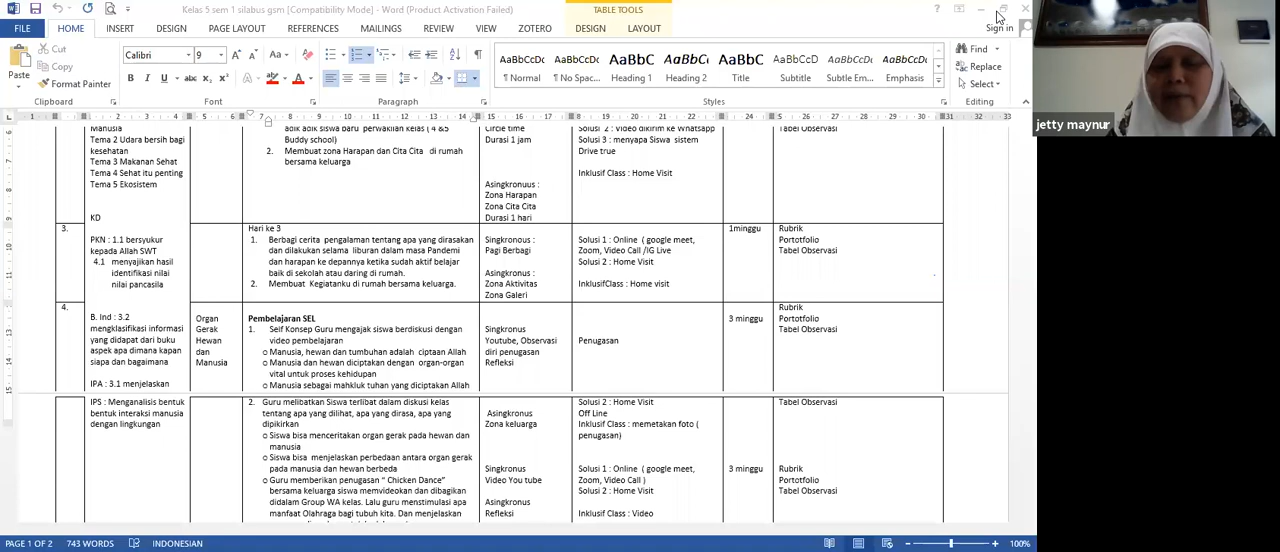 Kelas 5 sem 1 silabus gsm [Compatibility Mode] - Word (Product Activation Failed)
TABLE TOOLS
FILE HOME INSERT DESIGN PAGE LAYOUT REFERENCES MAILINGS REVIEW VIEW ZOTERO DESIGN LAYOUT Sign in
Paste
Cut
Copy
Format Painter
Calibri 9
AaBbCcDc AaBbCcDc AaBbC AaBbCc AaBbC AaBbCcD AaBbCcDc AaBbCcDc
¶ Normal ¶ No Spac... Heading 1 Heading 2 Title Subtitle Subtle Em... Emphasis
Find
Replace
Select
Clipboard Font Paragraph Styles Editing
jetty maynur
Manusia
Tema 2 Udara bersih bagi
kesehatan
Tema 3 Makanan Sehat
Tema 4 Sehat itu penting
Tema 5 Ekosistem
KD
adik adik siswa baru perwakilan kelas ( 4 &5
Buddy school)
2. Membuat zona Harapan dan Cita Cita di rumah
bersama keluarga
Circle time
Durasi 1 jam
Asingkronuus :
Zona Harapan
Zona Cita Cita
Durasi 1 hari
Solusi 2 : Video dikirim ke Whatsapp
Solusi 3 : menyapa Siswa sistem
Drive true
Inklusif Class : Home Visit
Tabel Observasi
3.
PKN : 1.1 bersyukur
kepada Allah SWT
4.1 menyajikan hasil
identifikasi nilai
nilai pancasila
Hari ke 3
1. Berbagi cerita pengalaman tentang apa yang dirasakan
dan dilakukan selama liburan dalam masa Pandemi
dan harapan ke depannya ketika sudah aktif belajar
baik di sekolah atau daring di rumah.
2. Membuat Kegiatanku di rumah bersama keluarga.
Singkronous :
Pagi Berbagi
Asingkronus :
Zona Aktivitas
Zona Galeri
Solusi 1 : Online ( google meet,
Zoom, Video Call /IG Live
Solusi 2 : Home Visit
InklusifClass : Home visit
1minggu
Rubrik
Portotfolio
Tabel Observasi
4.
B. Ind : 3.2
mengklasifikasi informasi
yang didapat dari buku
aspek apa dimana kapan
siapa dan bagaimana
IPA : 3.1 menjelaskan
Organ
Gerak
Hewan
dan
Manusia
Pembelajaran SEL
1. Seif Konsep Guru mengajak siswa berdiskusi dengan
video pembelajaran
o Manusia, hewan dan tumbuhan adalah ciptaan Allah
o Manusia dan hewan diciptakan dengan organ-organ
vital untuk proses kehidupan
o Manusia sebagai mahkluk tuhan yang diciptakan Allah
Singkronus
Youtube, Observasi
diri penugasan
Refleksi
Penugasan
3 minggu
Rubrik
Portotfolio
Tabel Observasi
IPS : Menganalisis bentuk
bentuk interaksi manusia
dengan lingkungan
2. Guru melibatkan Siswa terlibat dalam diskusi kelas
tentang apa yang dilihat, apa yang dirasa, apa yang
dipikirkan
o Siswa bisa menceritakan organ gerak pada hewan dan
manusia
o Siswa bisa menjelaskan perbedaan antara organ gerak
pada manusia dan hewan berbeda
o Guru memberikan penugasan " Chicken Dance"
bersama keluarga siswa memvideokan dan dibagikan
didalam Group WA kelas. Lalu guru menstimulasi apa
manfaat Olahraga bagi tubuh kita. Dan menjelaskan
Asingkronus
Zona keluarga
Singkronus
Video You tube
Asingkronus
Refleksi
Solusi 2 : Home Visit
Off Line
Inklusif Class : memetakan foto (
penugasan)
Solusi 1 : Online ( google meet,
Zoom, Video Call )
Solusi 2 : Home Visit
Inklusif Class : Video
3 minggu
Tabel Observasi
Rubrik
Portotfolio
Tabel Observasi
PAGE 1 OF 2 743 WORDS INDONESIAN 100%